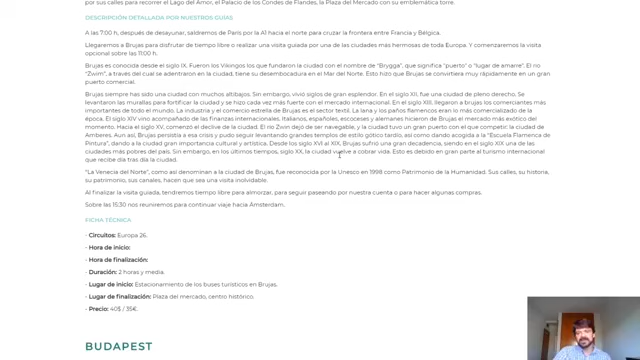 por sus calles para recorrer el Lago del Amor, el Palacio de los Condes de Flandes, la Plaza del Mercado con su emblemática torre.
DESCRIPCIÓN DETALLADA POR NUESTROS GUÍAS
A las 7:00h, después de desayunar, saldremos de París por la A1 hacia el norte para cruzar la frontera entre Francia y Bélgica.
Llegaremos a Brujas para disfrutar de tiempo libre o realizar una visita guiada por una de las ciudades más hermosas de toda Europa. Y comenzaremos la visita
opcional sobre las 11:00 h.
Brujas es conocida desde el siglo IX. Fueron los Vikingos los que fundaron la ciudad con el nombre de "Brygga", que significa "puerto" o "lugar de amarre". El río
"Zwim", a través del cual se adentraron en la ciudad, tiene su desembocadura en el Mar del Norte. Esto hizo que Brujas se convirtiera muy rápidamente en un gran
puerto comercial.
Brujas siempre ha sido una ciudad con muchos altibajos. Sin embargo, vivió siglos de gran esplendor. En el siglo XII, fue una ciudad de pleno derecho. Se
levantaron las murallas para fortificar la ciudad y se hizo cada vez más fuerte con el mercado internacional. En el siglo XIII, llegaron a brujas los comerciantes más
importantes de todo el mundo. La industria y el comercio estrella de Brujas es el sector textil. La lana y los paños flamencos eran lo más comercializado de la
época. El siglo XIV vino acompañado de las finanzas internacionales. Italianos, españoles, escoceses y alemanes hicieron de Brujas el mercado más exótico del
momento. Hacia el siglo XV, comenzó el declive de la ciudad. El río Zwin dejó de ser navegable, y la ciudad tuvo un gran puerto con el que competir: la ciudad de
Amberes. Aun así, Brujas persistía a esa crisis y pudo seguir levantando grandes templos de estilo gótico tardío, así como dando acogida a la "Escuela Flamenca de
Pintura", dando a la ciudad gran importancia cultural y artística. Desde los siglos XVI al XIX, Brujas sufrió una gran decadencia, siendo en el siglo XIX una de las
ciudades más pobres del país. Sin embargo, en los últimos tiempos, siglo XX, la ciudad vuelve a cobrar vida. Esto es debido en gran parte al turismo internacional
que recibe día tras día la ciudad.
"La Venecia del Norte", como así denominan a la ciudad de Brujas, fue reconocida por la Unesco en 1998 como Patrimonio de la Humanidad. Sus calles, su historia,
su patrimonio, sus canales, hacen que sea una visita inolvidable.
Al finalizar la visita guiada, tendremos tiempo libre para almorzar, para seguir paseando por nuestra cuenta o para hacer algunas compras.
Sobre las 15:30 nos reuniremos para continuar viaje hacia Ámsterdam.
FICHA TÉCNICA
- Circuitos: Europa 26.
- Hora de inicio:
- Hora de finalización:
- Duración: 2 horas y media.
- Lugar de inicio: Estacionamiento de los buses turísticos en Brujas.
- Lugar de finalización: Plaza del mercado, centro histórico.
- Precio: 40$ / 35€.
BUDAPEST